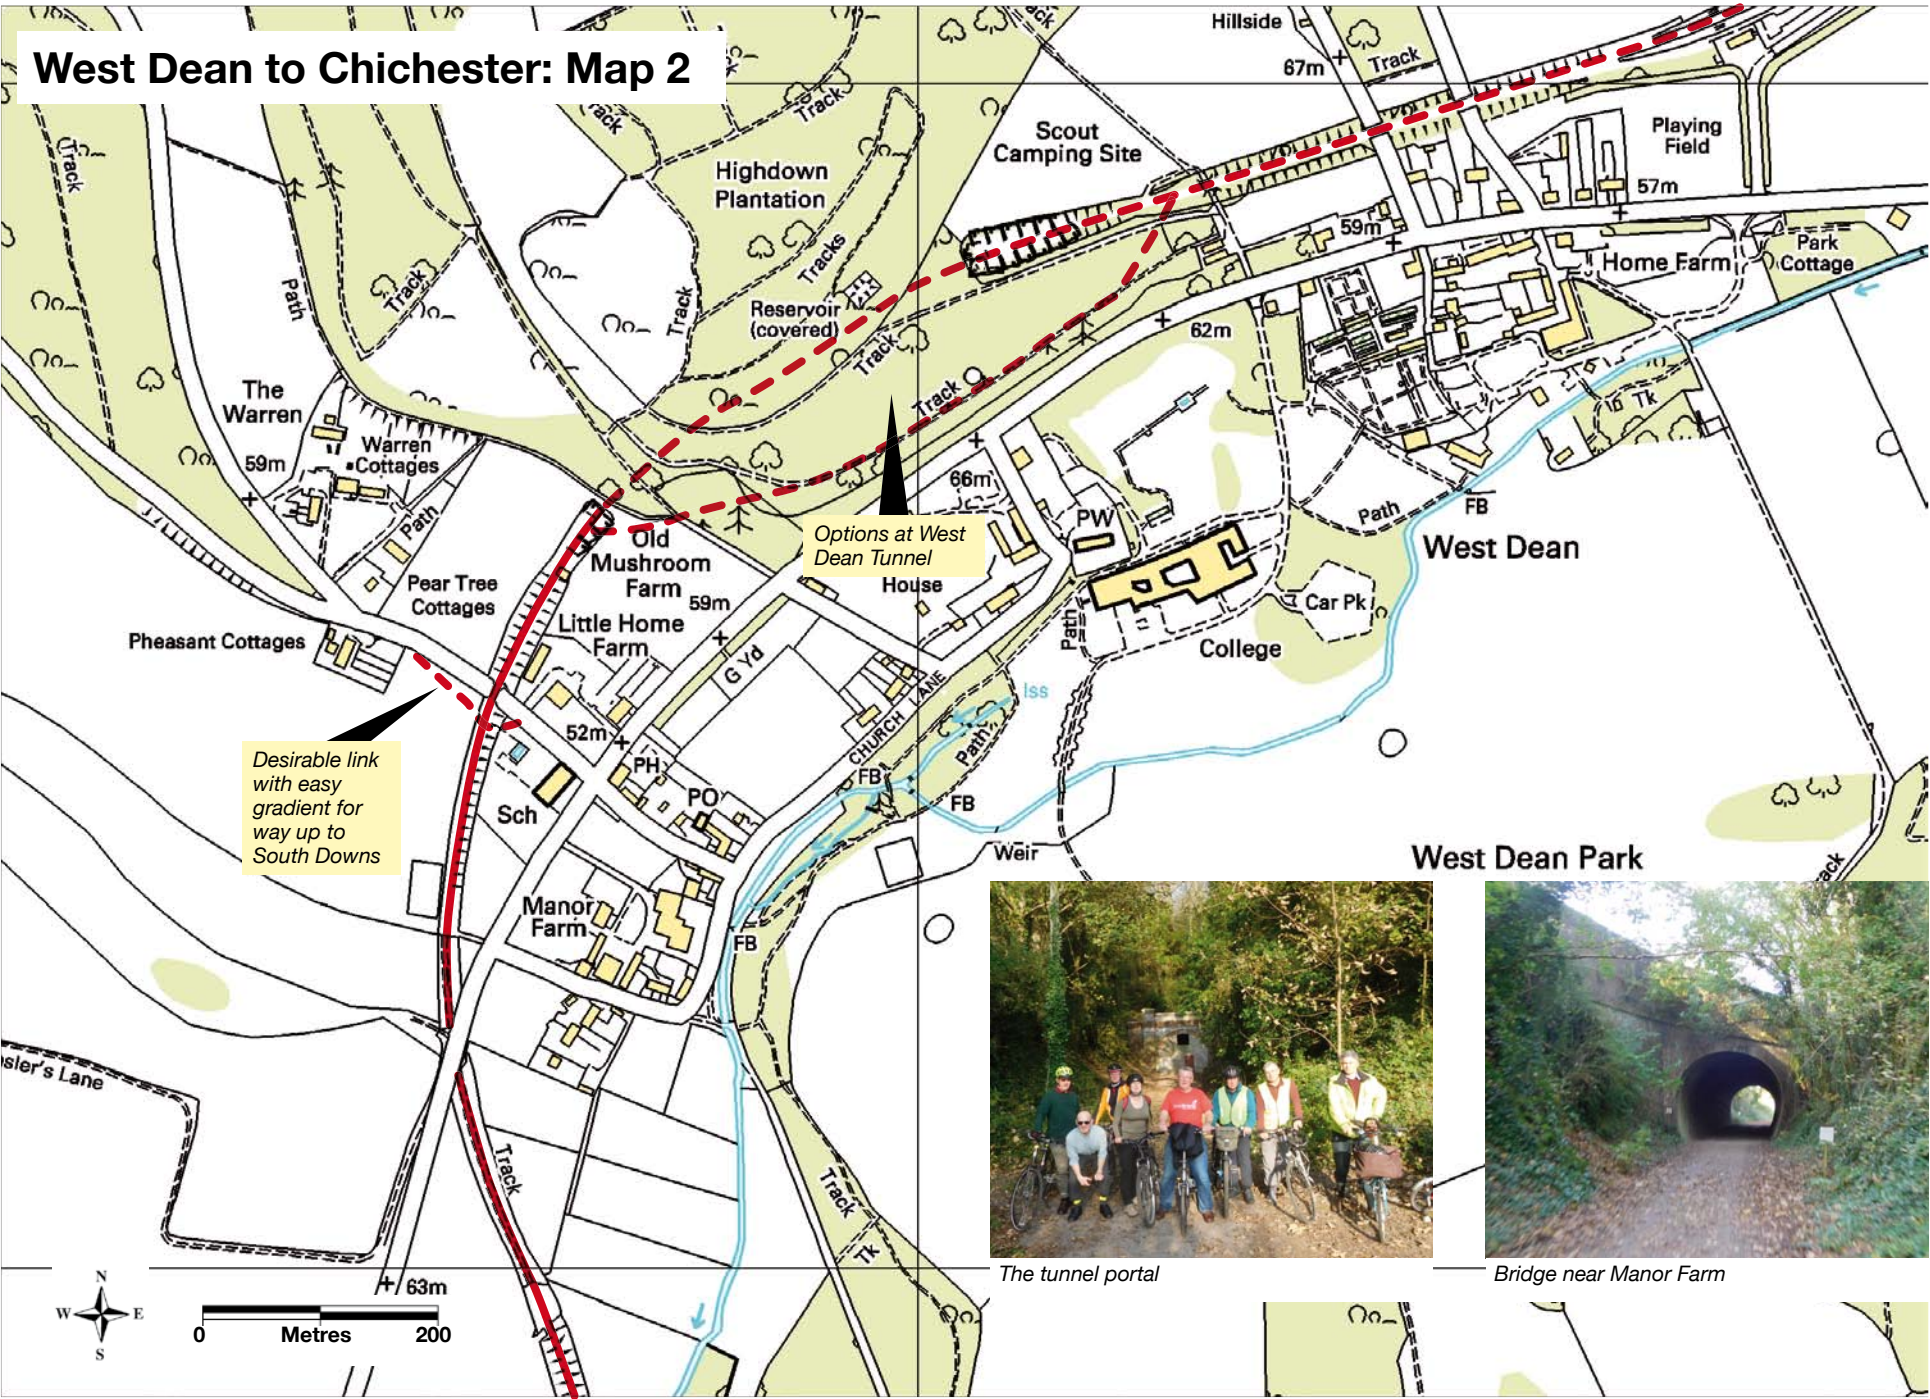 West Dean to Chichester: Map 2
Hillside
67m
Track
Track
Track
Track
Scout
Camping Site
Playing
Field
57m
Highdown
Plantation
Track
Path
Track
Tracks
Track
59m
Home Farm
Park
Cottage
Reservoir
(covered)
Track
62m
Track
The
Warren
Warren
Cottages
59m
Path
66m
Tk
PW
Path
FB
Options at West
Dean Tunnel
West Dean
House
Old
Mushroom
Farm
59m
Pear Tree
Cottages
Little Home
Farm
Pheasant Cottages
G Yd
Path
Car Pk
College
Iss
CHURCH LANE
Path
52m
PH
PO
FB
FB
Desirable link
with easy
gradient for
way up to
South Downs
Sch
Weir
West Dean Park
Manor
Farm
FB
sler's Lane
Track
Track
Tk
The tunnel portal
Bridge near Manor Farm
63m
N
W
E
S
0
Metres
200